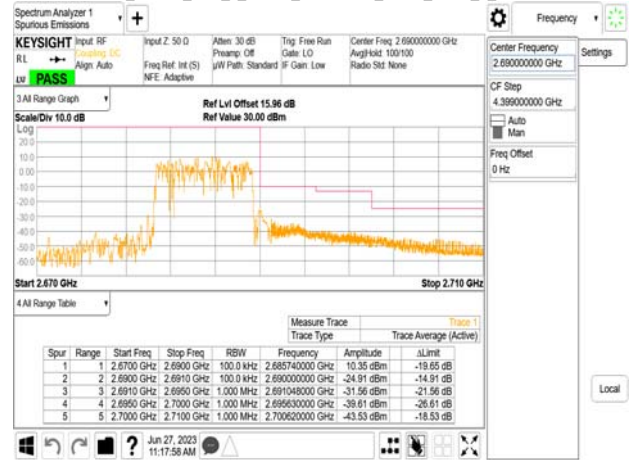 Spectrum Analyzer 1
Spurious Emissions
Frequency
KEYSIGHT
Input: RF
Coupling: DC
Align: Auto
Input Z: 50 Ω
Freq Ref: Int (S)
NFE: Adaptive
Atten: 30 dB
Preamp: Off
µW Path: Standard
Trig: Free Run
Gate: LO
IF Gain: Low
Center Freq: 2.690000000 GHz
Avg|Hold: 100/100
Radio Std: None
RL
PASS
Center Frequency
2.690000000 GHz
Settings
CF Step
4.399000000 GHz
Auto
Man
Freq Offset
0 Hz
Local
3 All Range Graph
Scale/Div 10.0 dB
Ref Lvl Offset 15.96 dB
Ref Value 30.00 dBm
Log
20.0
10.0
0.00
-10.0
-20.0
-30.0
-40.0
-50.0
-60.0
Start 2.670 GHz
Stop 2.710 GHz
4 All Range Table
Measure Trace Trace 1
Trace Type Trace Average (Active)
Spur Range Start Freq Stop Freq RBW Frequency Amplitude ΔLimit
1 1 2.6700 GHz 2.6900 GHz 100.0 kHz 2.685740000 GHz 10.35 dBm -19.65 dB
2 2 2.6900 GHz 2.6910 GHz 100.0 kHz 2.690000000 GHz -24.91 dBm -14.91 dB
3 3 2.6910 GHz 2.6950 GHz 1.000 MHz 2.691048000 GHz -31.56 dBm -21.56 dB
4 4 2.6950 GHz 2.7000 GHz 1.000 MHz 2.695630000 GHz -39.61 dBm -26.61 dB
5 5 2.7000 GHz 2.7100 GHz 1.000 MHz 2.700620000 GHz -43.53 dBm -18.53 dB
Jun 27, 2023
11:17:58 AM